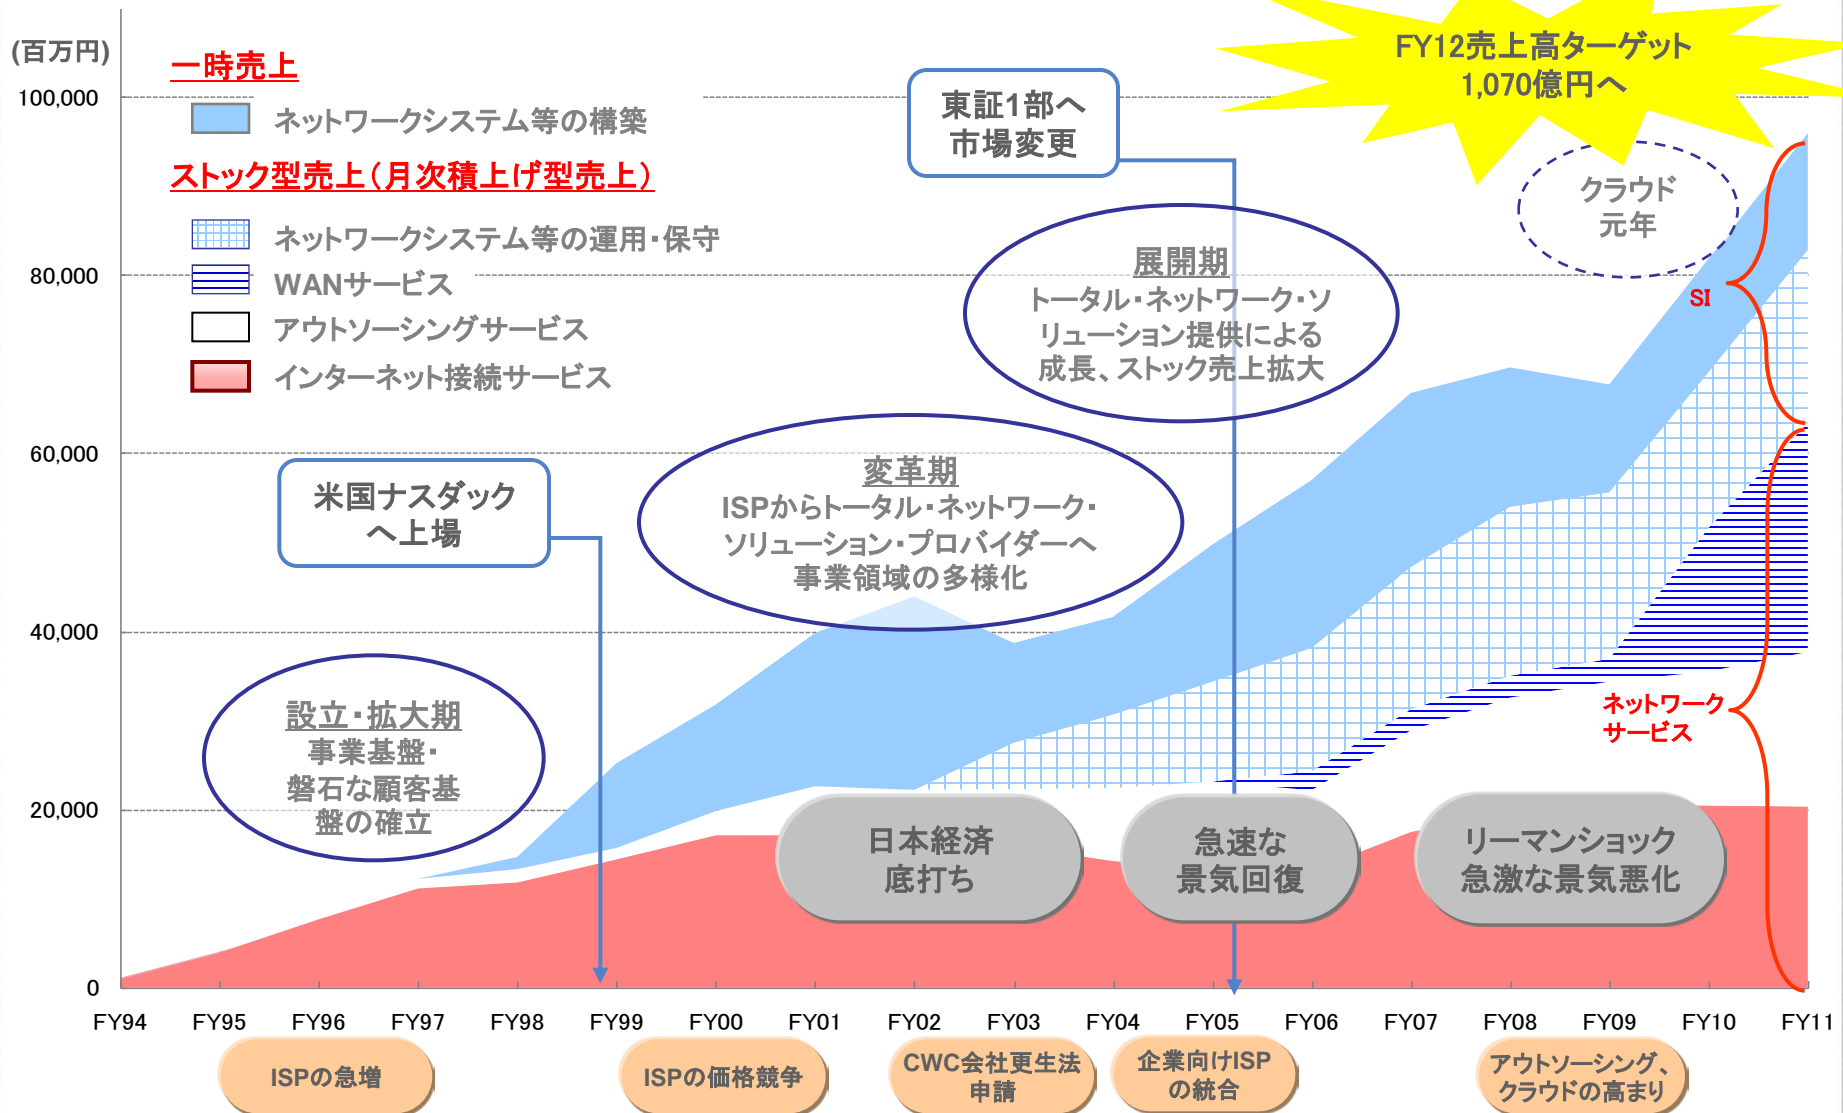 (百万円)
100,000
80,000
60,000
40,000
20,000
0
一時売上
ネットワークシステム等の構築
ストック型売上（月次積上げ型売上）
ネットワークシステム等の運用・保守
WANサービス
アウトソーシングサービス
インターネット接続サービス
FY12売上高ターゲット
1,070億円へ
東証1部へ
市場変更
クラウド
元年
展開期
トータル・ネットワーク・ソ
リューション提供による
成長、ストック売上拡大
SI
変革期
ISPからトータル・ネットワーク・
ソリューション・プロバイダーへ
事業領域の多様化
米国ナスダック
へ上場
設立・拡大期
事業基盤・
磐石な顧客基
盤の確立
ネットワーク
サービス
日本経済
底打ち
急速な
景気回復
リーマンショック
急激な景気悪化
FY94
FY95
FY96
FY97
FY98
FY99
FY00
FY01
FY02
FY03
FY04
FY05
FY06
FY07
FY08
FY09
FY10
FY11
ISPの急増
ISPの価格競争
CWC会社更生法
申請
企業向けISP
の統合
アウトソーシング、
クラウドの高まり